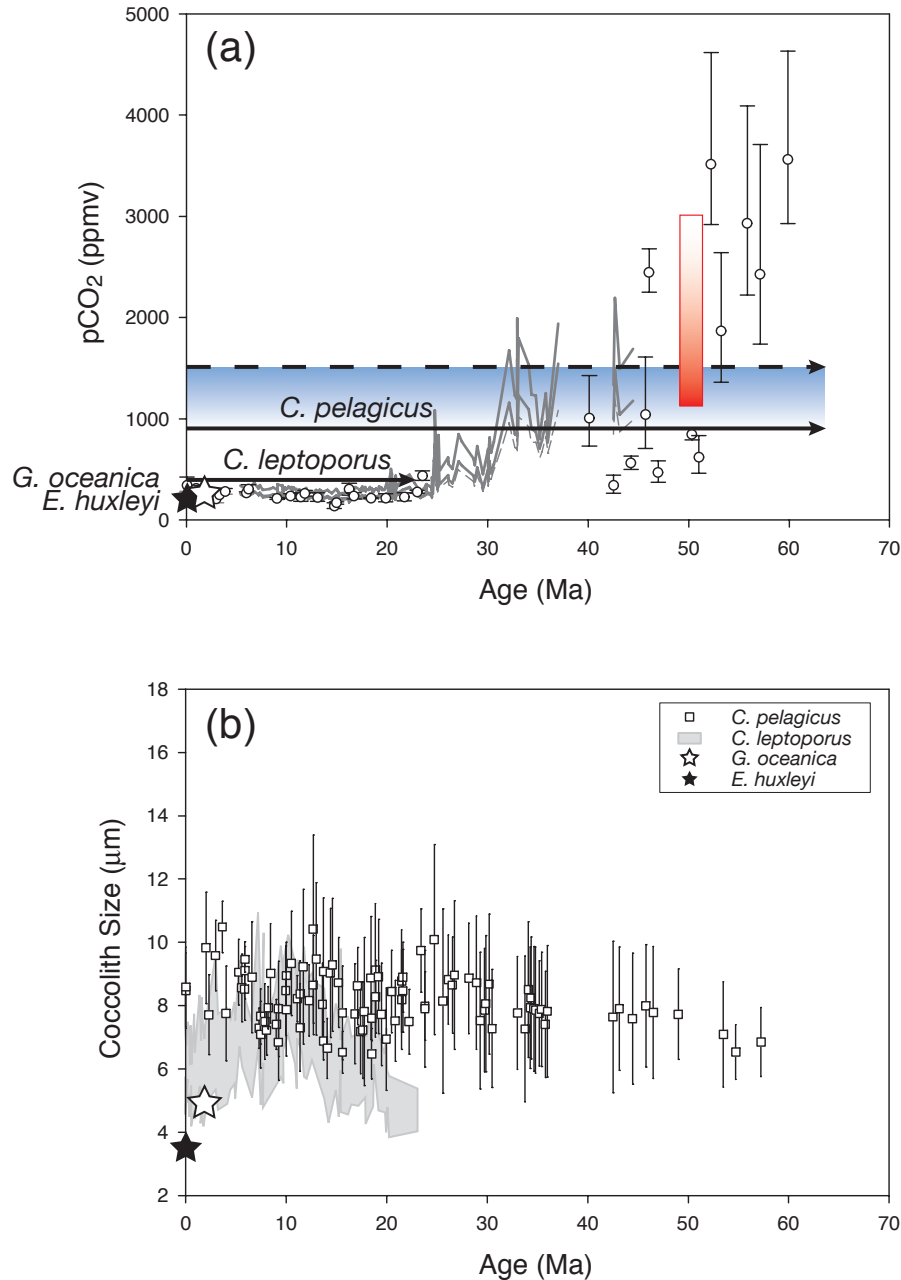 (a)
5000
4000
3000
2000
1000
0
pCO2 (ppmv)
C. pelagicus
C. leptoporus
G. oceanica
E. huxleyi
0 10 20 30 40 50 60 70
Age (Ma)
(b)
18
16
14
12
10
8
6
4
2
Coccolith Size (μm)
C. pelagicus
C. leptoporus
G. oceanica
E. huxleyi
0 10 20 30 40 50 60 70
Age (Ma)